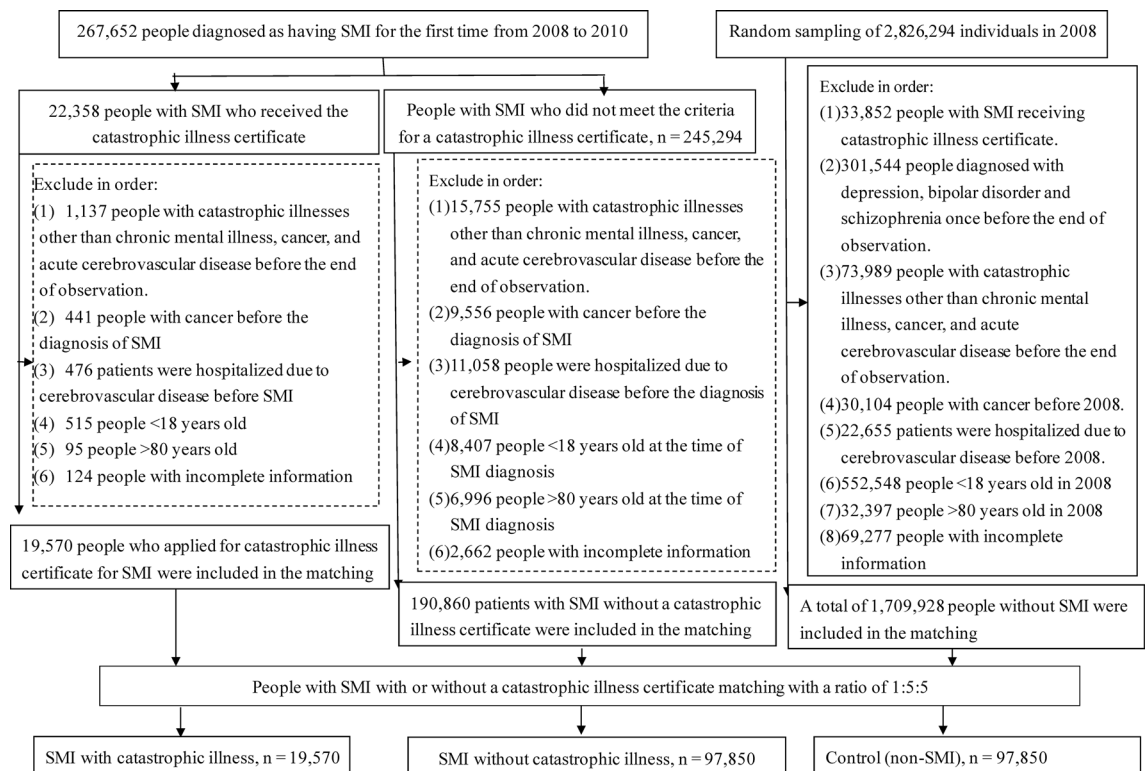 267,652 people diagnosed as having SMI for the first time from 2008 to 2010
Random sampling of 2,826,294 individuals in 2008
22,358 people with SMI who received the
catastrophic illness certificate
People with SMI who did not meet the criteria
for a catastrophic illness certificate, n = 245,294
Exclude in order:
(1) 1,137 people with catastrophic illnesses
other than chronic mental illness, cancer, and
acute cerebrovascular disease before the end
of observation.
(2) 441 people with cancer before the
diagnosis of SMI
(3) 476 patients were hospitalized due to
cerebrovascular disease before SMI
(4) 515 people <18 years old
(5) 95 people >80 years old
(6) 124 people with incomplete information
Exclude in order:
(1)15,755 people with catastrophic illnesses
other than chronic mental illness, cancer,
and acute cerebrovascular disease before the
end of observation.
(2)9,556 people with cancer before the
diagnosis of SMI
(3)11,058 people were hospitalized due to
cerebrovascular disease before the diagnosis
of SMI
(4)8,407 people <18 years old at the time of
SMI diagnosis
(5)6,996 people >80 years old at the time of
SMI diagnosis
(6)2,662 people with incomplete information
Exclude in order:
(1)33,852 people with SMI receiving
catastrophic illness certificate.
(2)301,544 people diagnosed with
depression, bipolar disorder and
schizophrenia once before the end of
observation.
(3)73,989 people with catastrophic
illnesses other than chronic mental
illness, cancer, and acute
cerebrovascular disease before the end
of observation.
(4)30,104 people with cancer before 2008.
(5)22,655 patients were hospitalized due to
cerebrovascular disease before 2008.
(6)552,548 people <18 years old in 2008
(7)32,397 people >80 years old in 2008
(8)69,277 people with incomplete
information
19,570 people who applied for catastrophic illness
certificate for SMI were included in the matching
190,860 patients with SMI without a catastrophic
illness certificate were included in the matching
A total of 1,709,928 people without SMI were
included in the matching
People with SMI with or without a catastrophic illness certificate matching with a ratio of 1:5:5
SMI with catastrophic illness, n = 19,570
SMI without catastrophic illness, n = 97,850
Control (non-SMI), n = 97,850